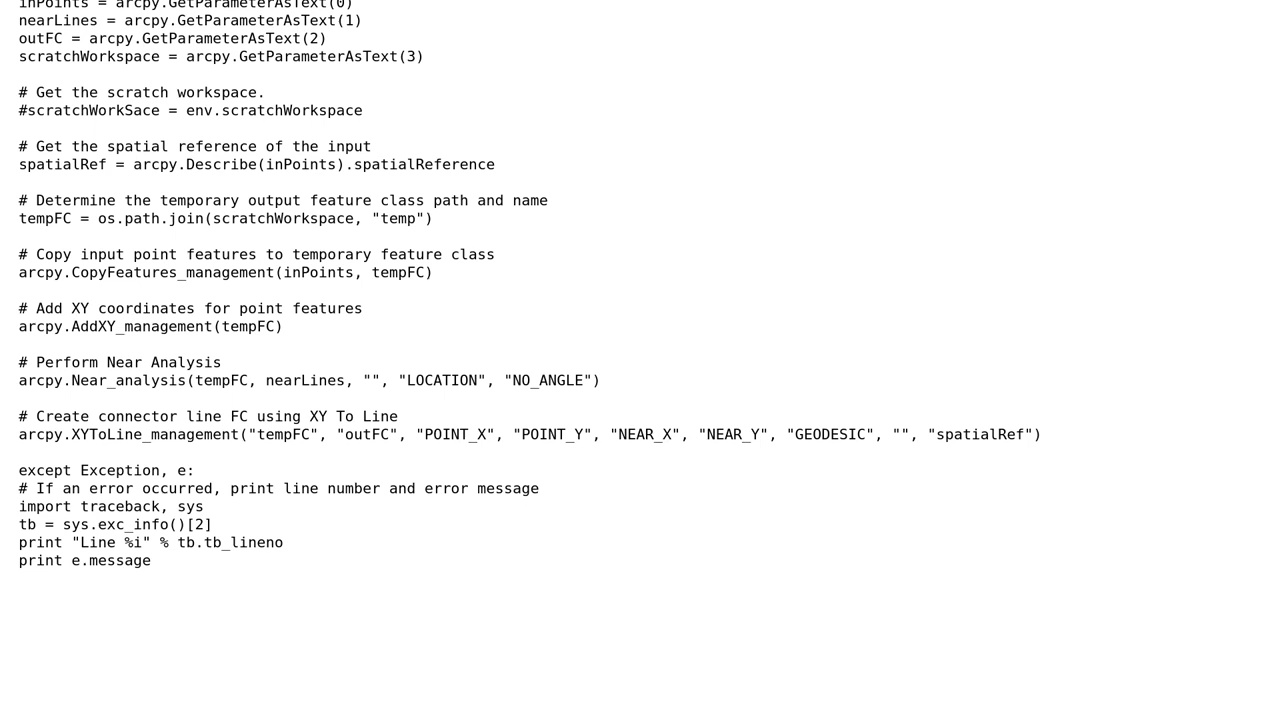 inPoints = arcpy.GetParameterAsText(0)
nearLines = arcpy.GetParameterAsText(1)
outFC = arcpy.GetParameterAsText(2)
scratchWorkspace = arcpy.GetParameterAsText(3)
# Get the scratch workspace.
#scratchWorkSace = env.scratchWorkspace
# Get the spatial reference of the input
spatialRef = arcpy.Describe(inPoints).spatialReference
# Determine the temporary output feature class path and name
tempFC = os.path.join(scratchWorkspace, "temp")
# Copy input point features to temporary feature class
arcpy.CopyFeatures_management(inPoints, tempFC)
# Add XY coordinates for point features
arcpy.AddXY_management(tempFC)
# Perform Near Analysis
arcpy.Near_analysis(tempFC, nearLines, "", "LOCATION", "NO_ANGLE")
# Create connector line FC using XY To Line
arcpy.XYToLine_management("tempFC", "outFC", "POINT_X", "POINT_Y", "NEAR_X", "NEAR_Y", "GEODESIC", "", "spatialRef")
except Exception, e:
# If an error occurred, print line number and error message
import traceback, sys
tb = sys.exc_info()[2]
print "Line %i" % tb.tb_lineno
print e.message